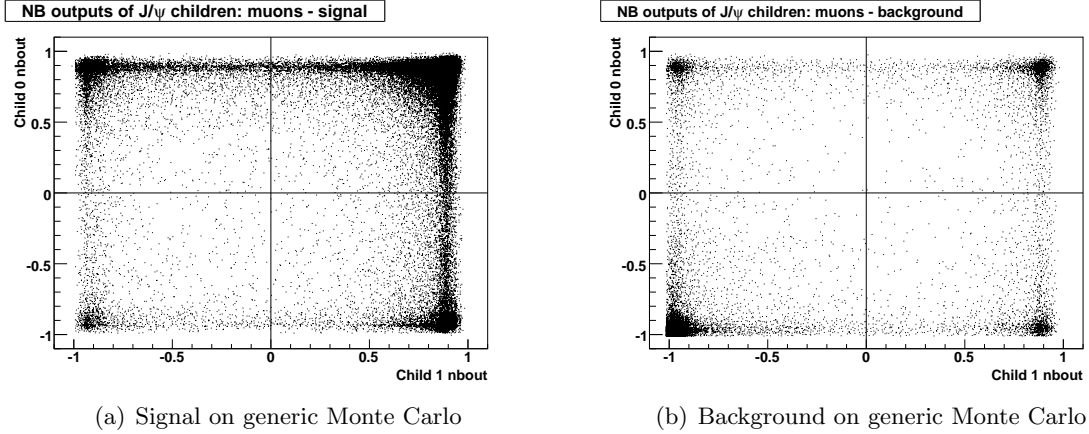 NB outputs of J/ψ children: muons - signal
Child 0 nbout
1
0.5
0
-0.5
-1
-1
-0.5
0
0.5
1
Child 1 nbout
(a) Signal on generic Monte Carlo
NB outputs of J/ψ children: muons - background
Child 0 nbout
1
0.5
0
-0.5
-1
-1
-0.5
0
0.5
1
Child 1 nbout
(b) Background on generic Monte Carlo